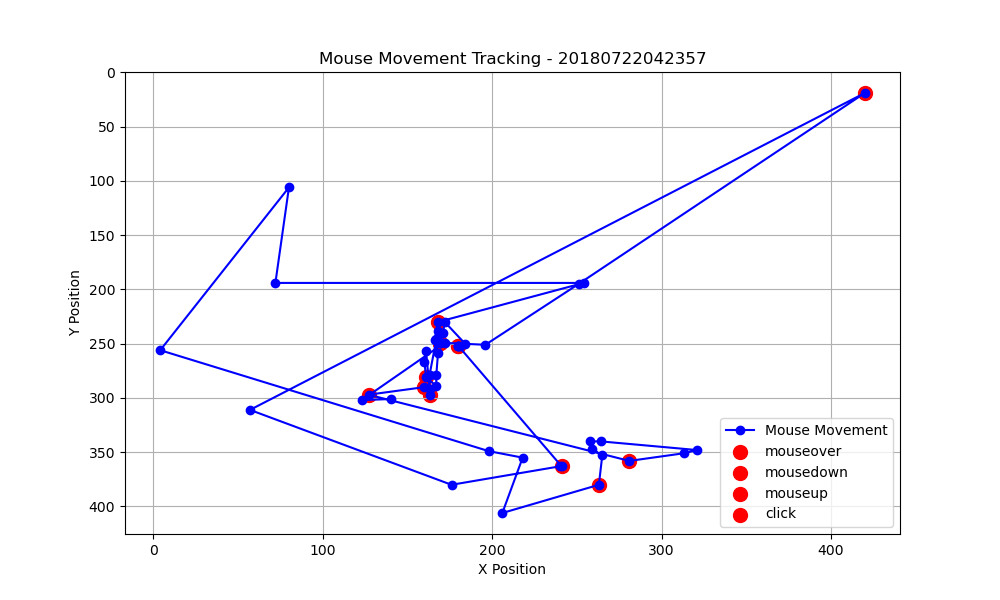 Mouse Movement Tracking - 20180722042357
0
50
100
150
200
250
300
350
400
Y Position
0 100 200 300 400
X Position
Mouse Movement
mouseover
mousedown
mouseup
click